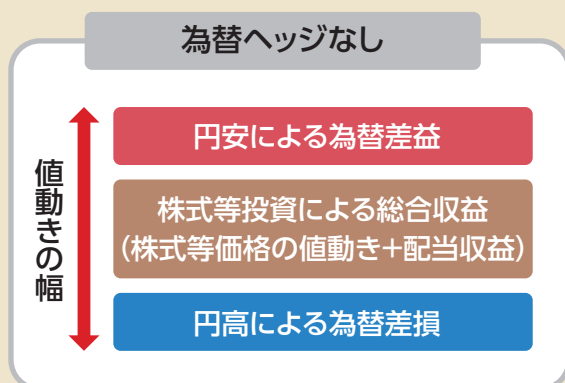 為替ヘッジなし
値動きの幅
円安による為替差益
株式等投資による総合収益
（株式等価格の値動き+配当収益）
円高による為替差損